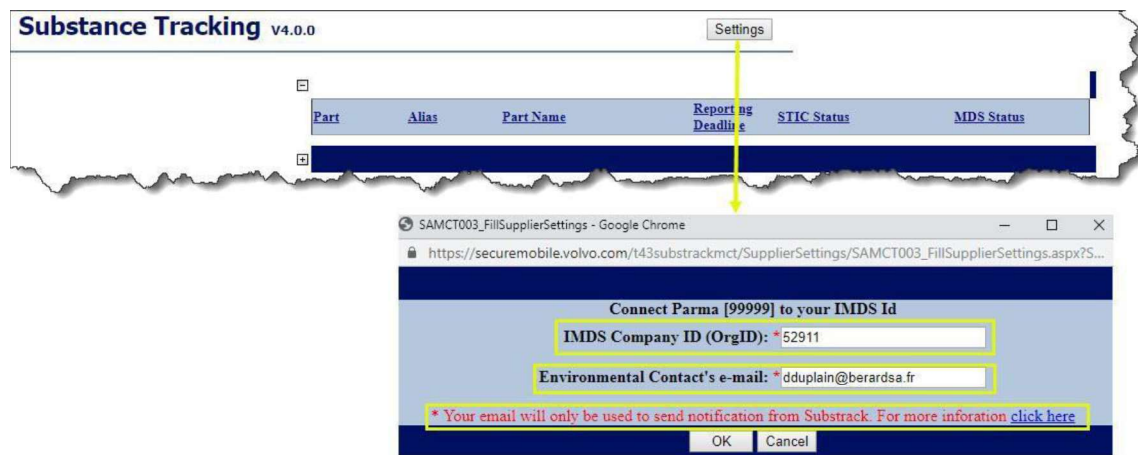 Substance Tracking V4.0.0
Settings
Part Alias Part Name Reporting Deadline STIC Status MDS Status
SAMCT003_FillSupplierSettings - Google Chrome
https://securemobile.volvo.com/t43substrackmct/SupplierSettings/SAMCT003_FillSupplierSettings.aspx?S...
Connect Parma [99999] to your IMDS Id
IMDS Company ID (OrgID): * 52911
Environmental Contact's e-mail: * dduplain@berardsa.fr
* Your email will only be used to send notification from Substrack. For more inforation click here
OK Cancel